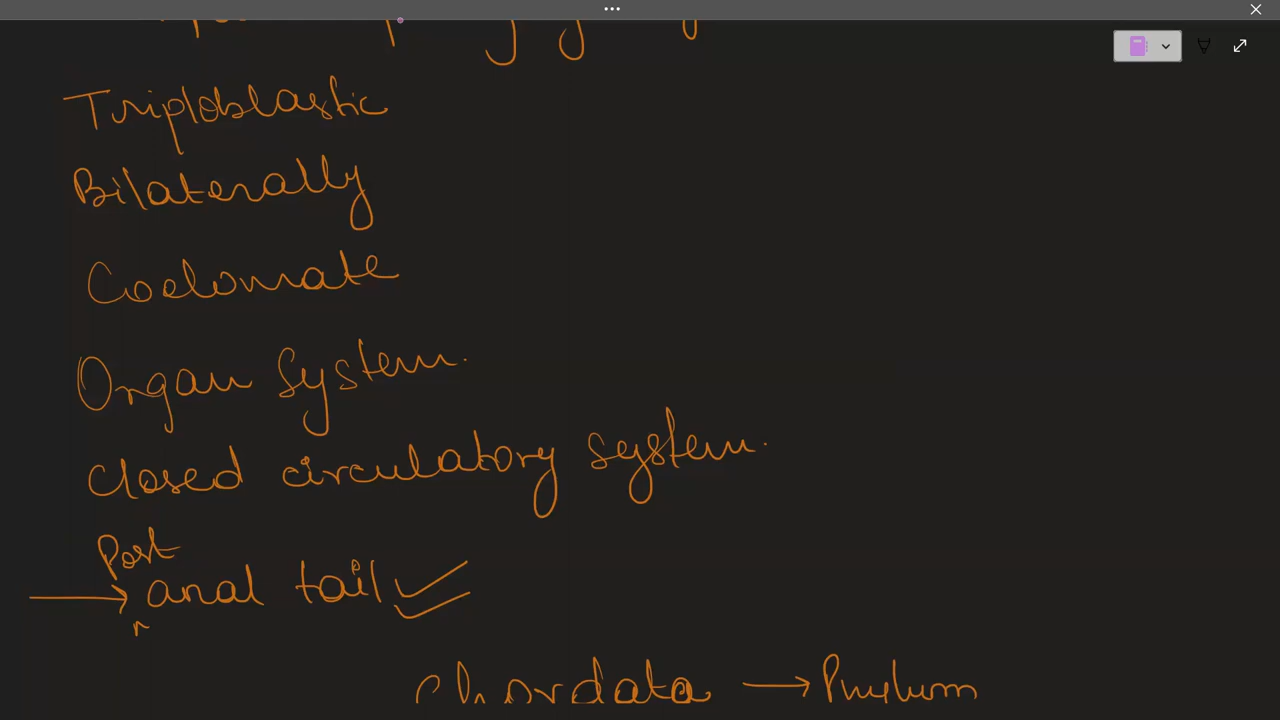 Triploblastic
Bilaterally
Coelomate
Organ System.
Closed circulatory system.
Post
→ anal tail ✓
Chordata → Phylum